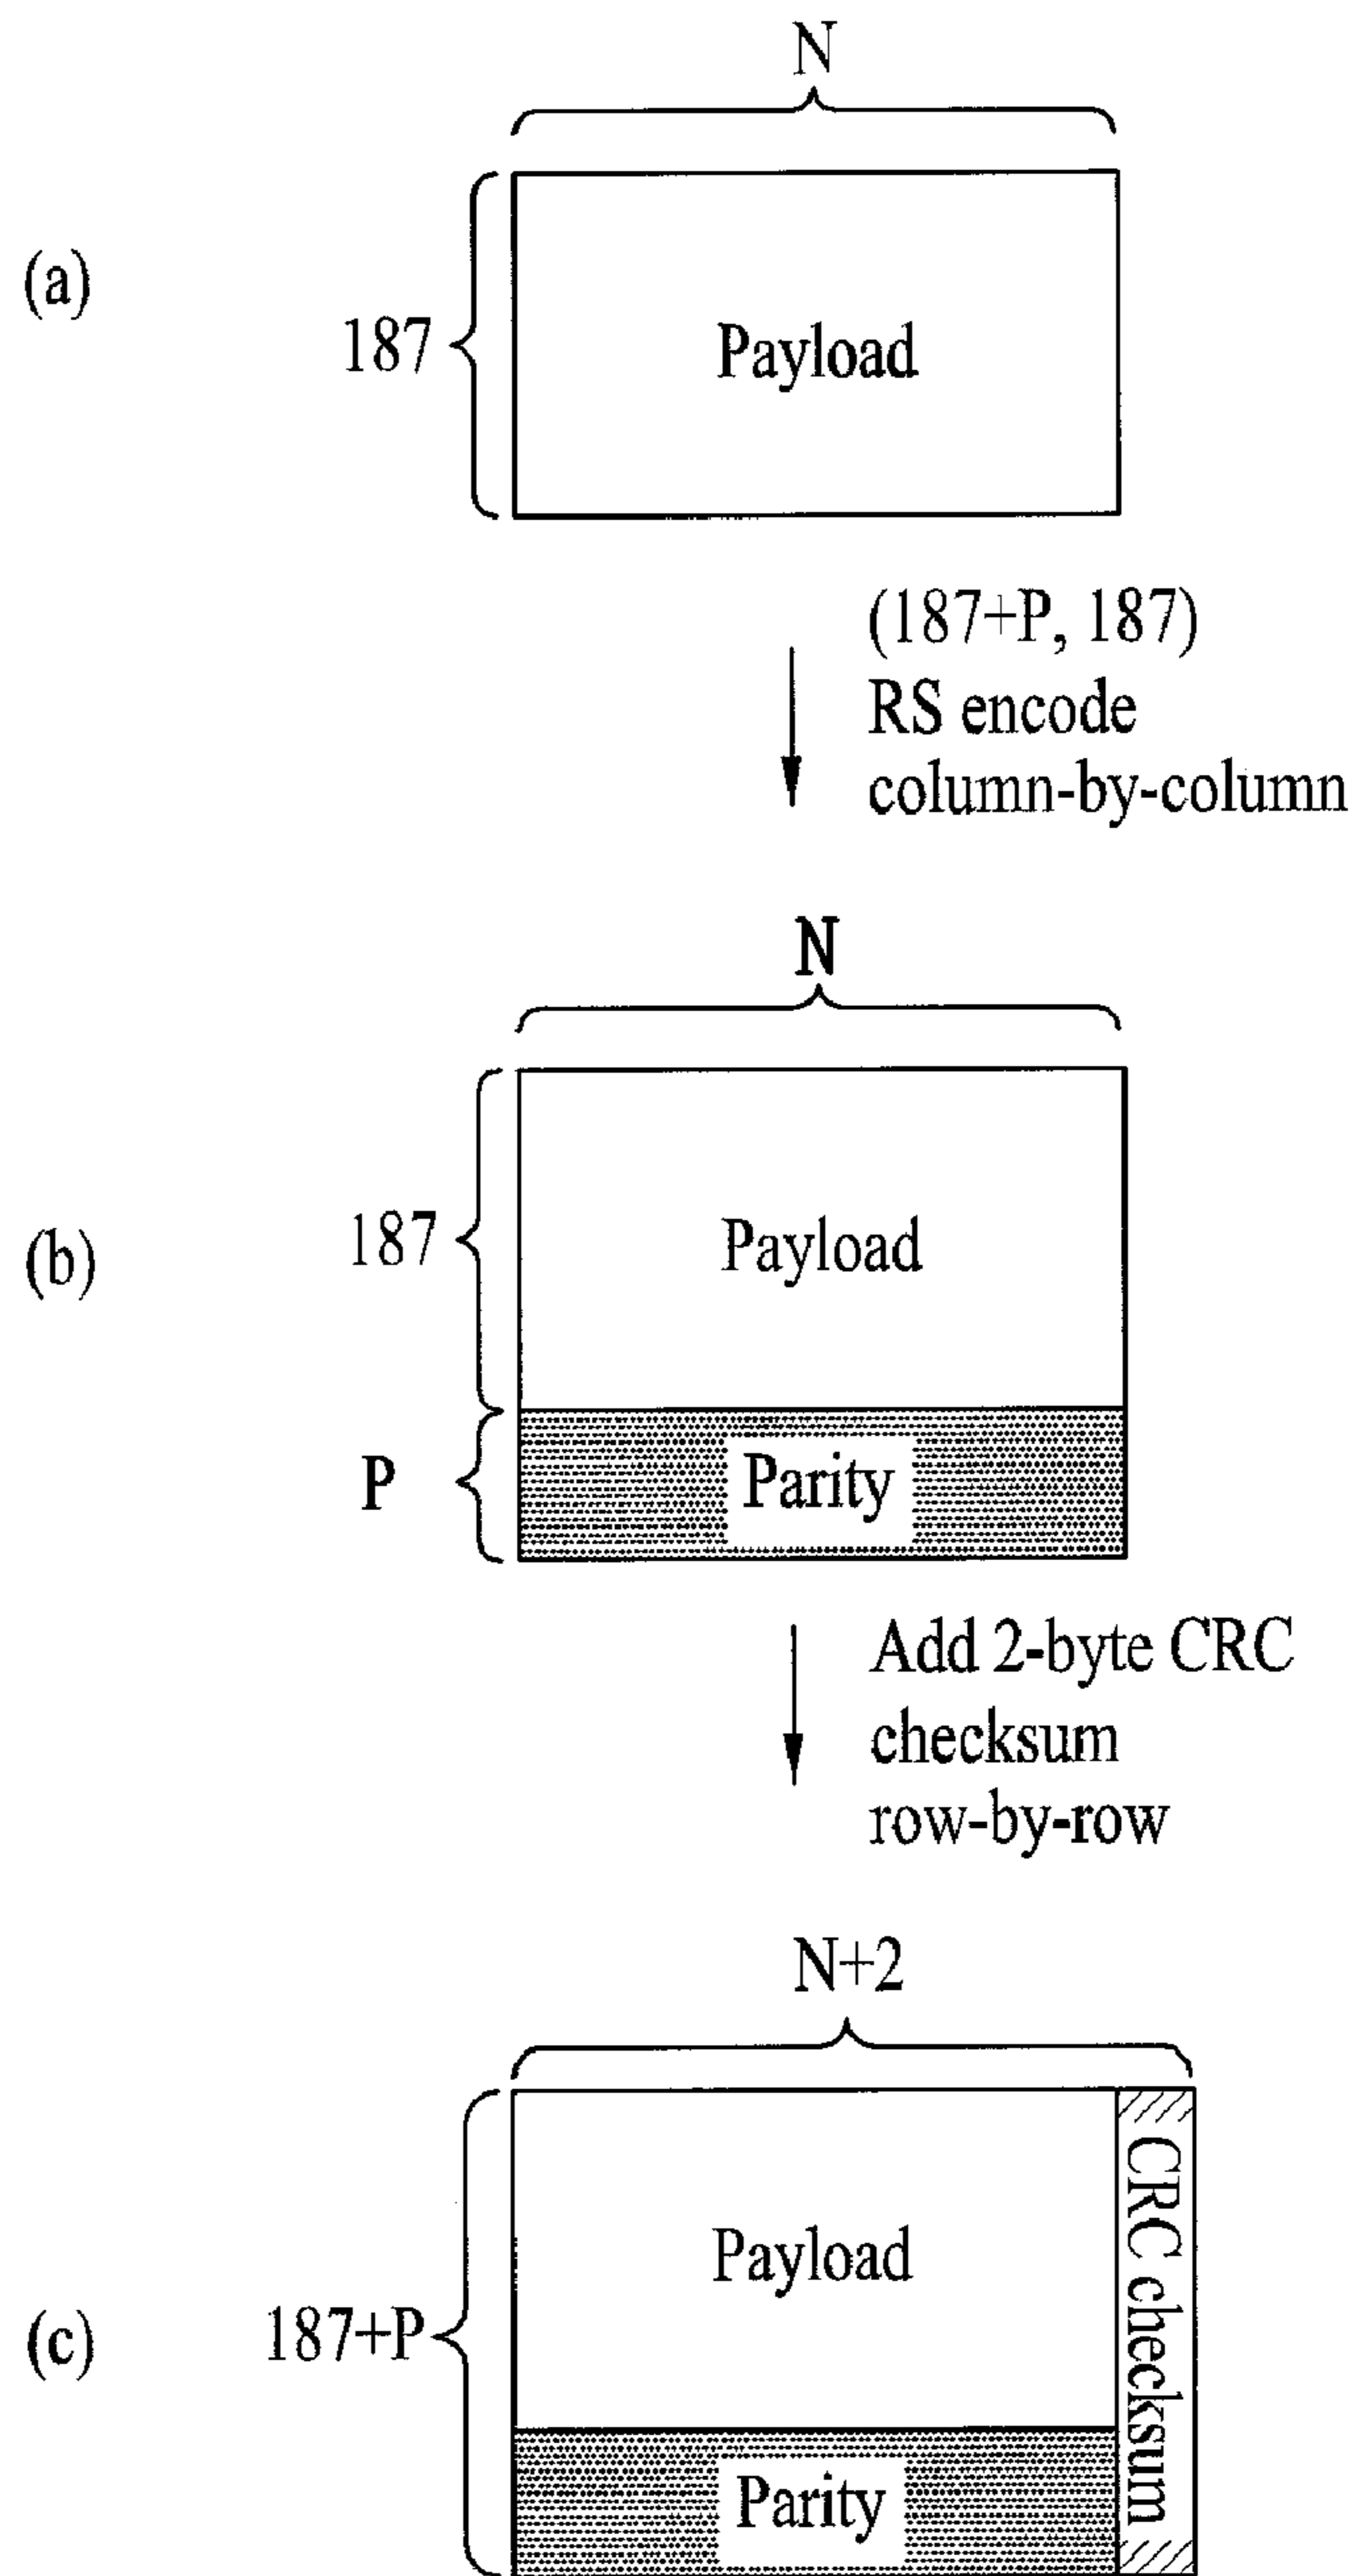 N
(a)
187
Payload
(187+P, 187)
RS encode
column-by-column
N
(b)
187
Payload
P
Parity
Add 2-byte CRC
checksum
row-by-row
N+2
(c)
187+P
Payload
CRC checksum
Parity